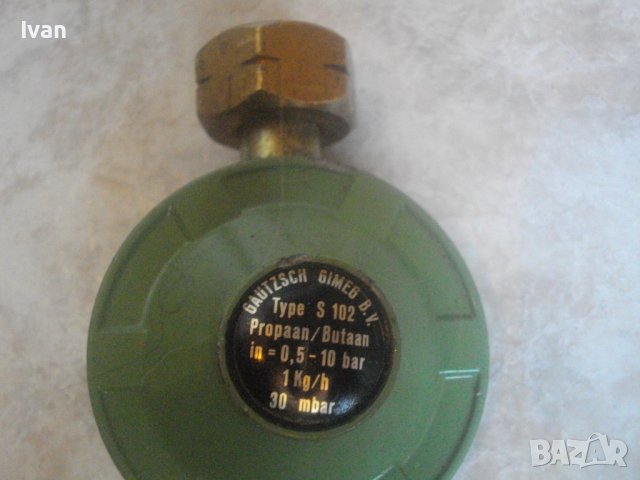 Ivan
GAUTZSCH GIMEG B.V.
Type S 102
Propaan/Butaan
in = 0,5 - 10 bar
1 Kg/h
30 mbar
BAZAR